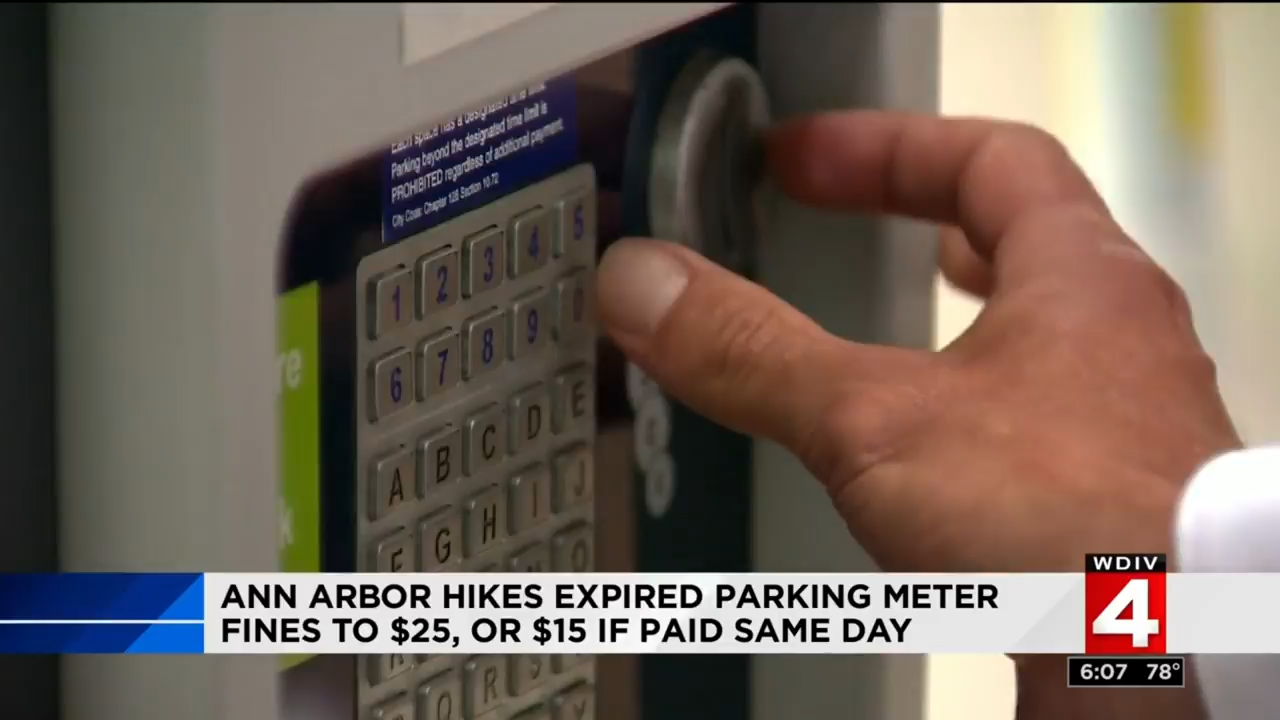 Each space has a designated time limit.
Parking beyond the designated time limit is
PROHIBITED regardless of additional payment.
City Code: Chapter 126 Section 10:72
1 2 3 4 5
6 7 8 9 0
re
A B C D E
F G H I J
k
N O
ANN ARBOR HIKES EXPIRED PARKING METER
FINES TO $25, OR $15 IF PAID SAME DAY
WDIV
4
6:07 78°
Q R S